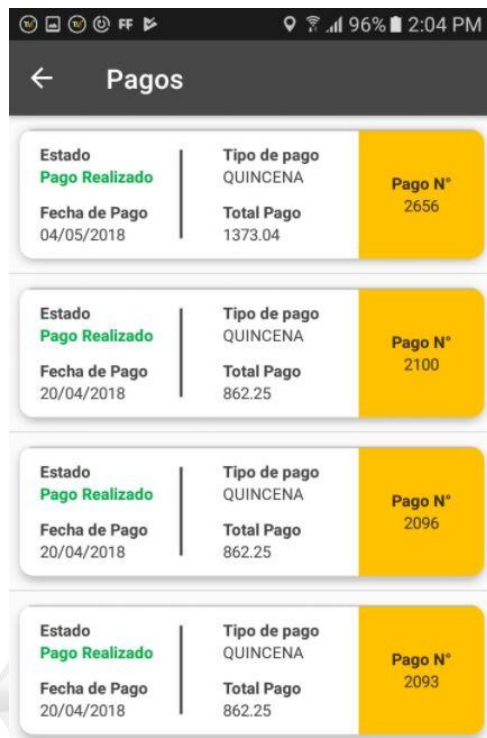 FF 96% 2:04 PM
Pagos
Estado
Pago Realizado
Fecha de Pago
04/05/2018
Tipo de pago
QUINCENA
Total Pago
1373.04
Pago N°
2656
Estado
Pago Realizado
Fecha de Pago
20/04/2018
Tipo de pago
QUINCENA
Total Pago
862.25
Pago N°
2100
Estado
Pago Realizado
Fecha de Pago
20/04/2018
Tipo de pago
QUINCENA
Total Pago
862.25
Pago N°
2096
Estado
Pago Realizado
Fecha de Pago
20/04/2018
Tipo de pago
QUINCENA
Total Pago
862.25
Pago N°
2093